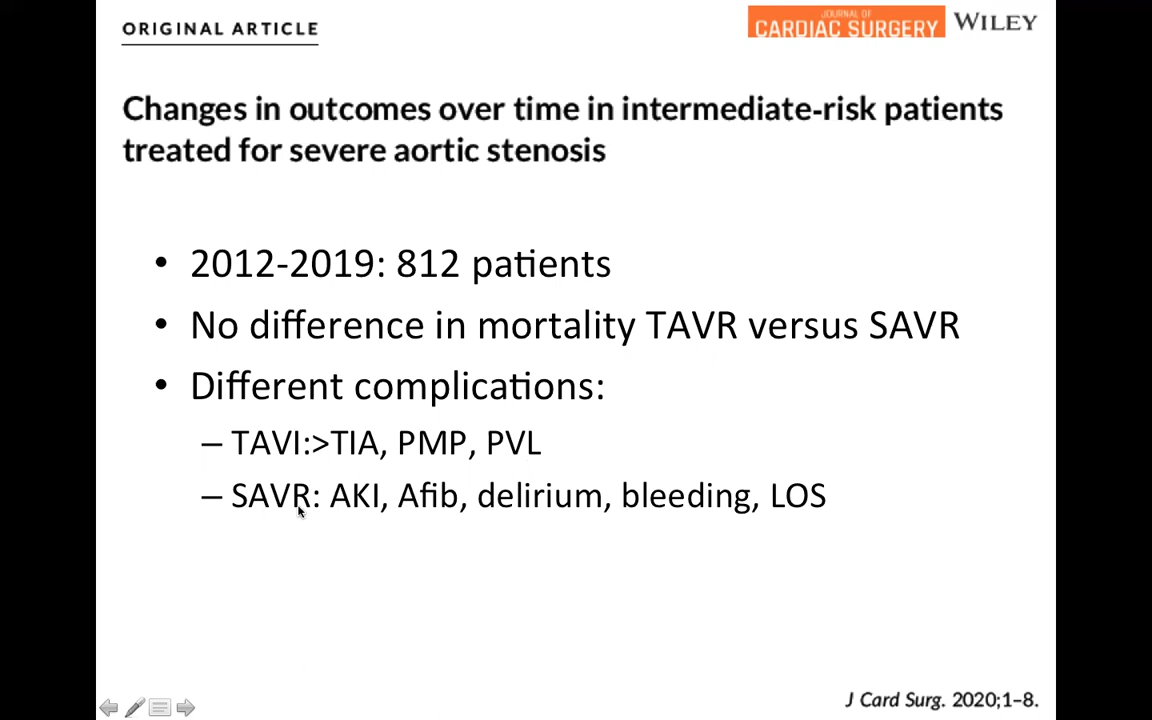 ORIGINAL ARTICLE
JOURNAL OF
CARDIAC SURGERY WILEY
Changes in outcomes over time in intermediate-risk patients
treated for severe aortic stenosis
• 2012-2019: 812 patients
• No difference in mortality TAVR versus SAVR
• Different complications:
– TAVI:>TIA, PMP, PVL
– SAVR: AKI, Afib, delirium, bleeding, LOS
J Card Surg. 2020;1–8.